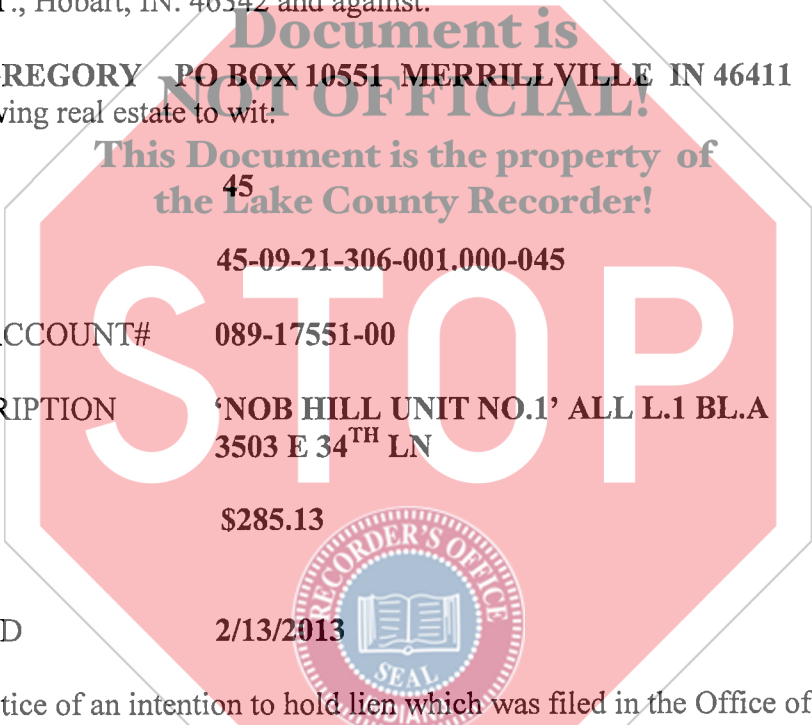 T., Hobart, IN. 46342 and against:
Document is
REGORY PO BOX 10551 MERRILLVILLE IN 46411
NOT OFFICIAL!
ving real estate to wit:
This Document is the property of
45
the Lake County Recorder!
45-09-21-306-001.000-045
STOP
CCOUNT# 089-17551-00
RIPTION ‘NOB HILL UNIT NO.1’ ALL L.1 BL.A
3503 E 34TH LN
$285.13
RECORDER'S OFFICE
D 2/13/2013
SEAL
tice of an intention to hold lien which was filed in the Office of